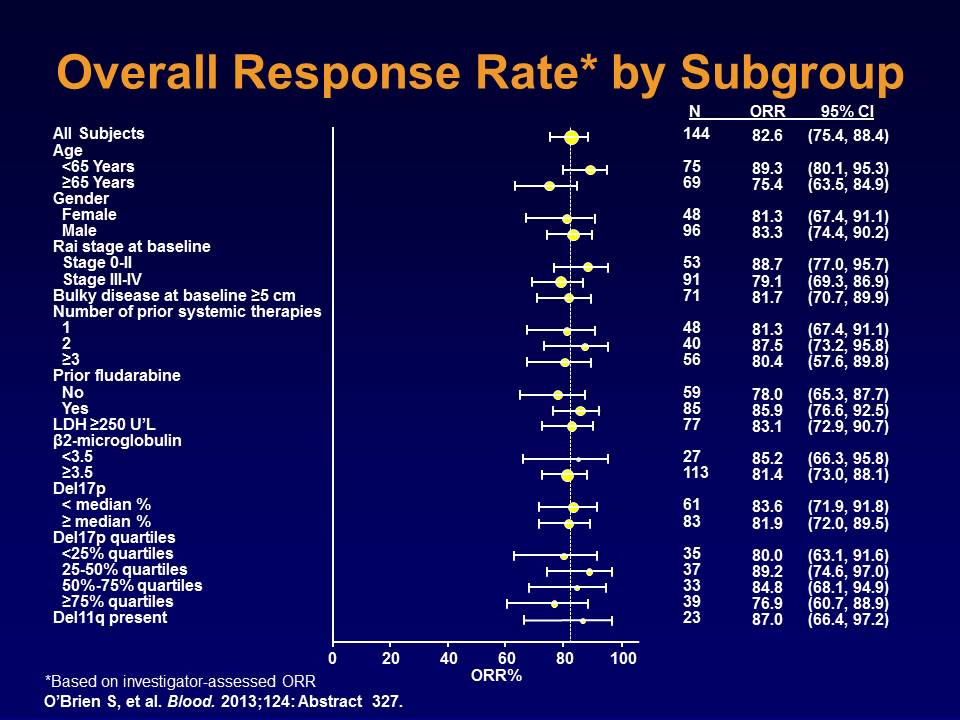 Overall Response Rate* by Subgroup
N ORR 95% CI
All Subjects 144 82.6 (75.4, 88.4)
Age
<65 Years 75 89.3 (80.1, 95.3)
≥65 Years 69 75.4 (63.5, 84.9)
Gender
Female 48 81.3 (67.4, 91.1)
Male 96 83.3 (74.4, 90.2)
Rai stage at baseline
Stage 0-II 53 88.7 (77.0, 95.7)
Stage III-IV 91 79.1 (69.3, 86.9)
Bulky disease at baseline ≥5 cm 71 81.7 (70.7, 89.9)
Number of prior systemic therapies
1 48 81.3 (67.4, 91.1)
2 40 87.5 (73.2, 95.8)
≥3 56 80.4 (57.6, 89.8)
Prior fludarabine
No 59 78.0 (65.3, 87.7)
Yes 85 85.9 (76.6, 92.5)
LDH ≥250 U'L 77 83.1 (72.9, 90.7)
β2-microglobulin
<3.5 27 85.2 (66.3, 95.8)
≥3.5 113 81.4 (73.0, 88.1)
Del17p
< median % 61 83.6 (71.9, 91.8)
≥ median % 83 81.9 (72.0, 89.5)
Del17p quartiles
<25% quartiles 35 80.0 (63.1, 91.6)
25-50% quartiles 37 89.2 (74.6, 97.0)
50%-75% quartiles 33 84.8 (68.1, 94.9)
≥75% quartiles 39 76.9 (60.7, 88.9)
Del11q present 23 87.0 (66.4, 97.2)
0 20 40 60 80 100
ORR%
*Based on investigator-assessed ORR
O'Brien S, et al. Blood. 2013;124: Abstract 327.